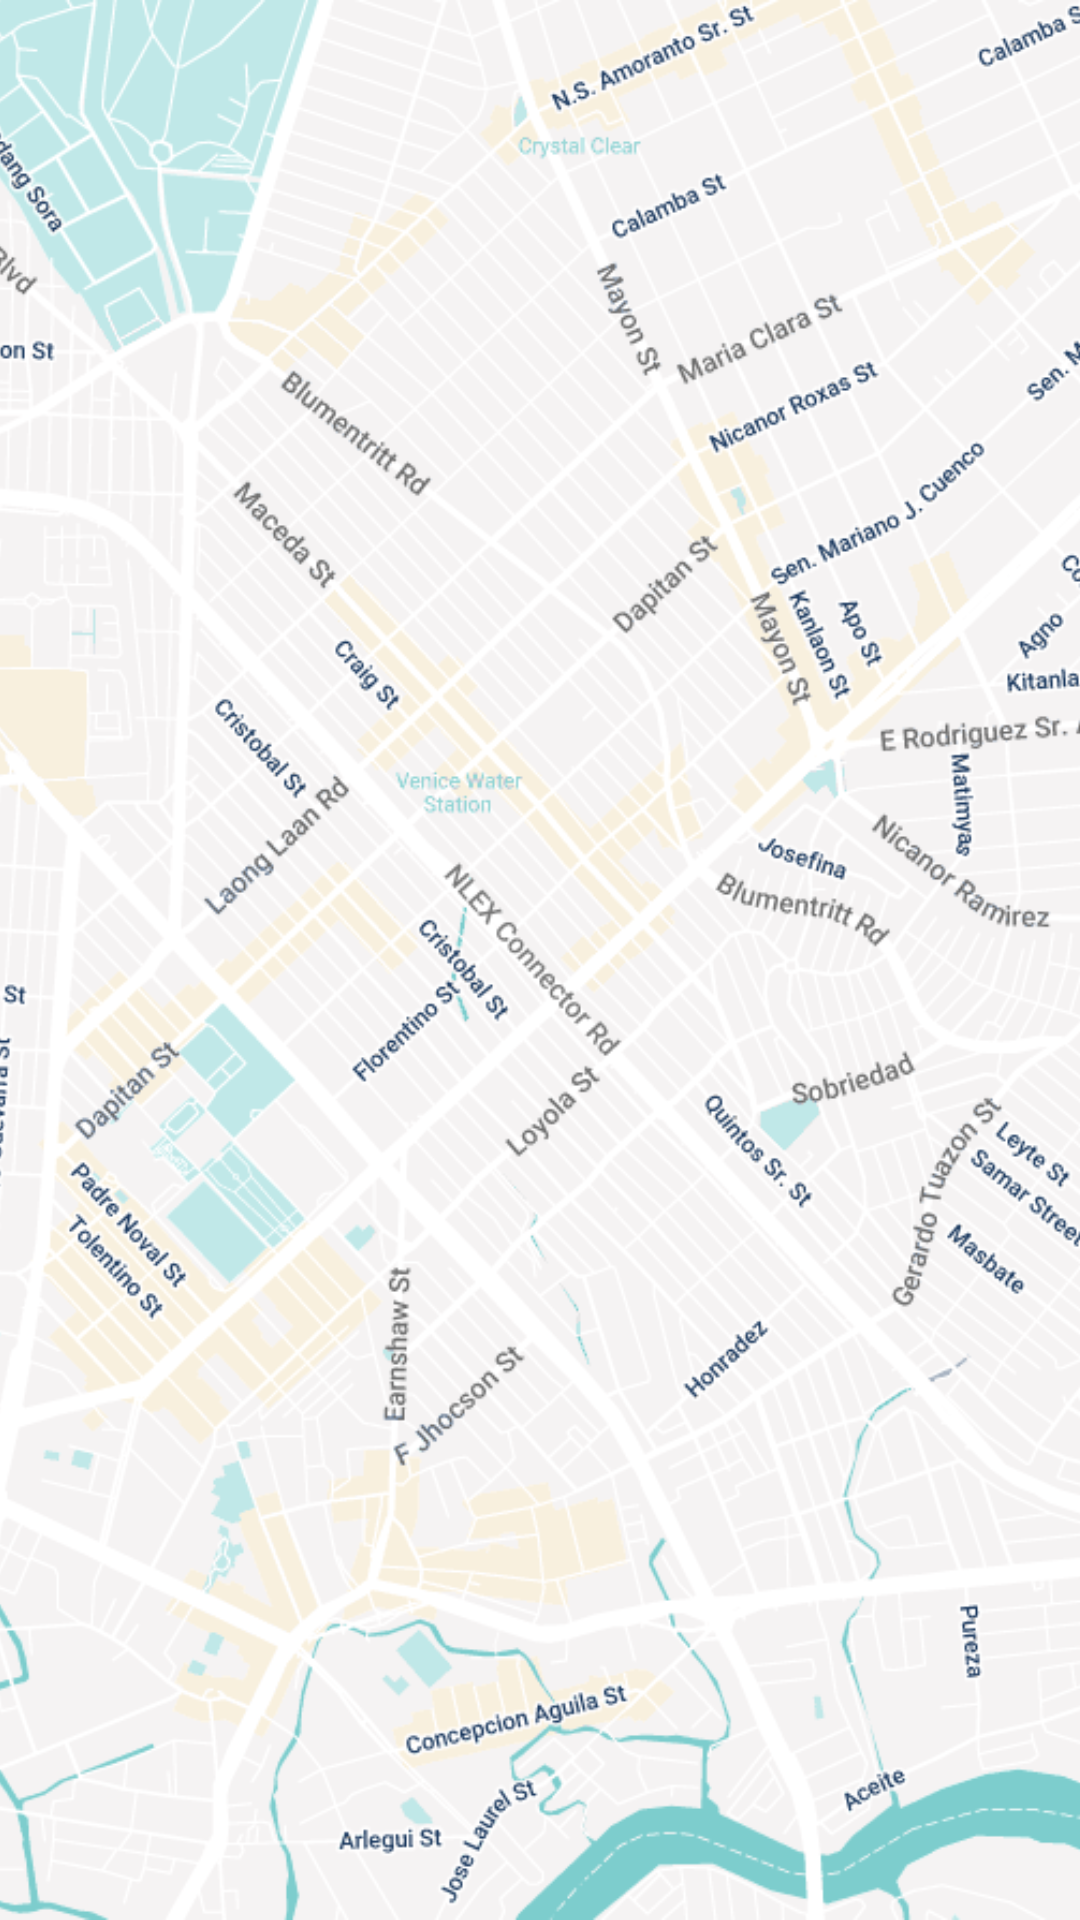 N.S. Amoranto Sr. St
Calamba S
Crystal Clear
dang Sora
Calamba St
Blvd
Mayon St
Maria Clara St
on St
Sen. M
Nicanor Roxas St
Blumentritt Rd
Maceda St
Sen. Mariano J. Cuenco
Dapitan St
Co
Mayon St
Kanlaon St
Apo St
Agno
Craig St
Kitanla
Cristobal St
E Rodriguez Sr. A
Matimyas
Venice Water
Station
Laong Laan Rd
Josefina
Nicanor Ramirez
Blumentritt Rd
NLEX Connector Rd
Cristobal St
St
Florentino St
Dapitan St
Loyola St
Sobriedad
Quintos Sr. St
Gerardo Tuazon St
Leyte St
Samar Street
Padre Noval St
Tolentino St
Masbate
Earnshaw St
Honradez
F Jhocson St
Pureza
Concepcion Aguila St
Jose Laurel St
Aceite
Arlegui St